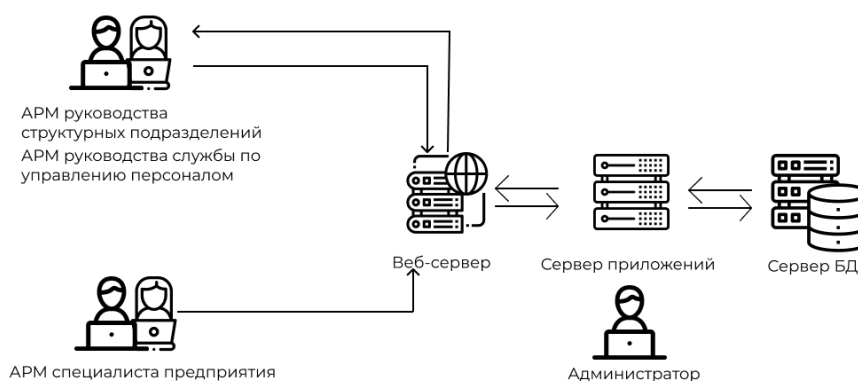 АРМ руководства
структурных подразделений
АРМ руководства службы по
управлению персоналом
Веб-сервер
Сервер приложений
Сервер БД
АРМ специалиста предприятия
Администратор